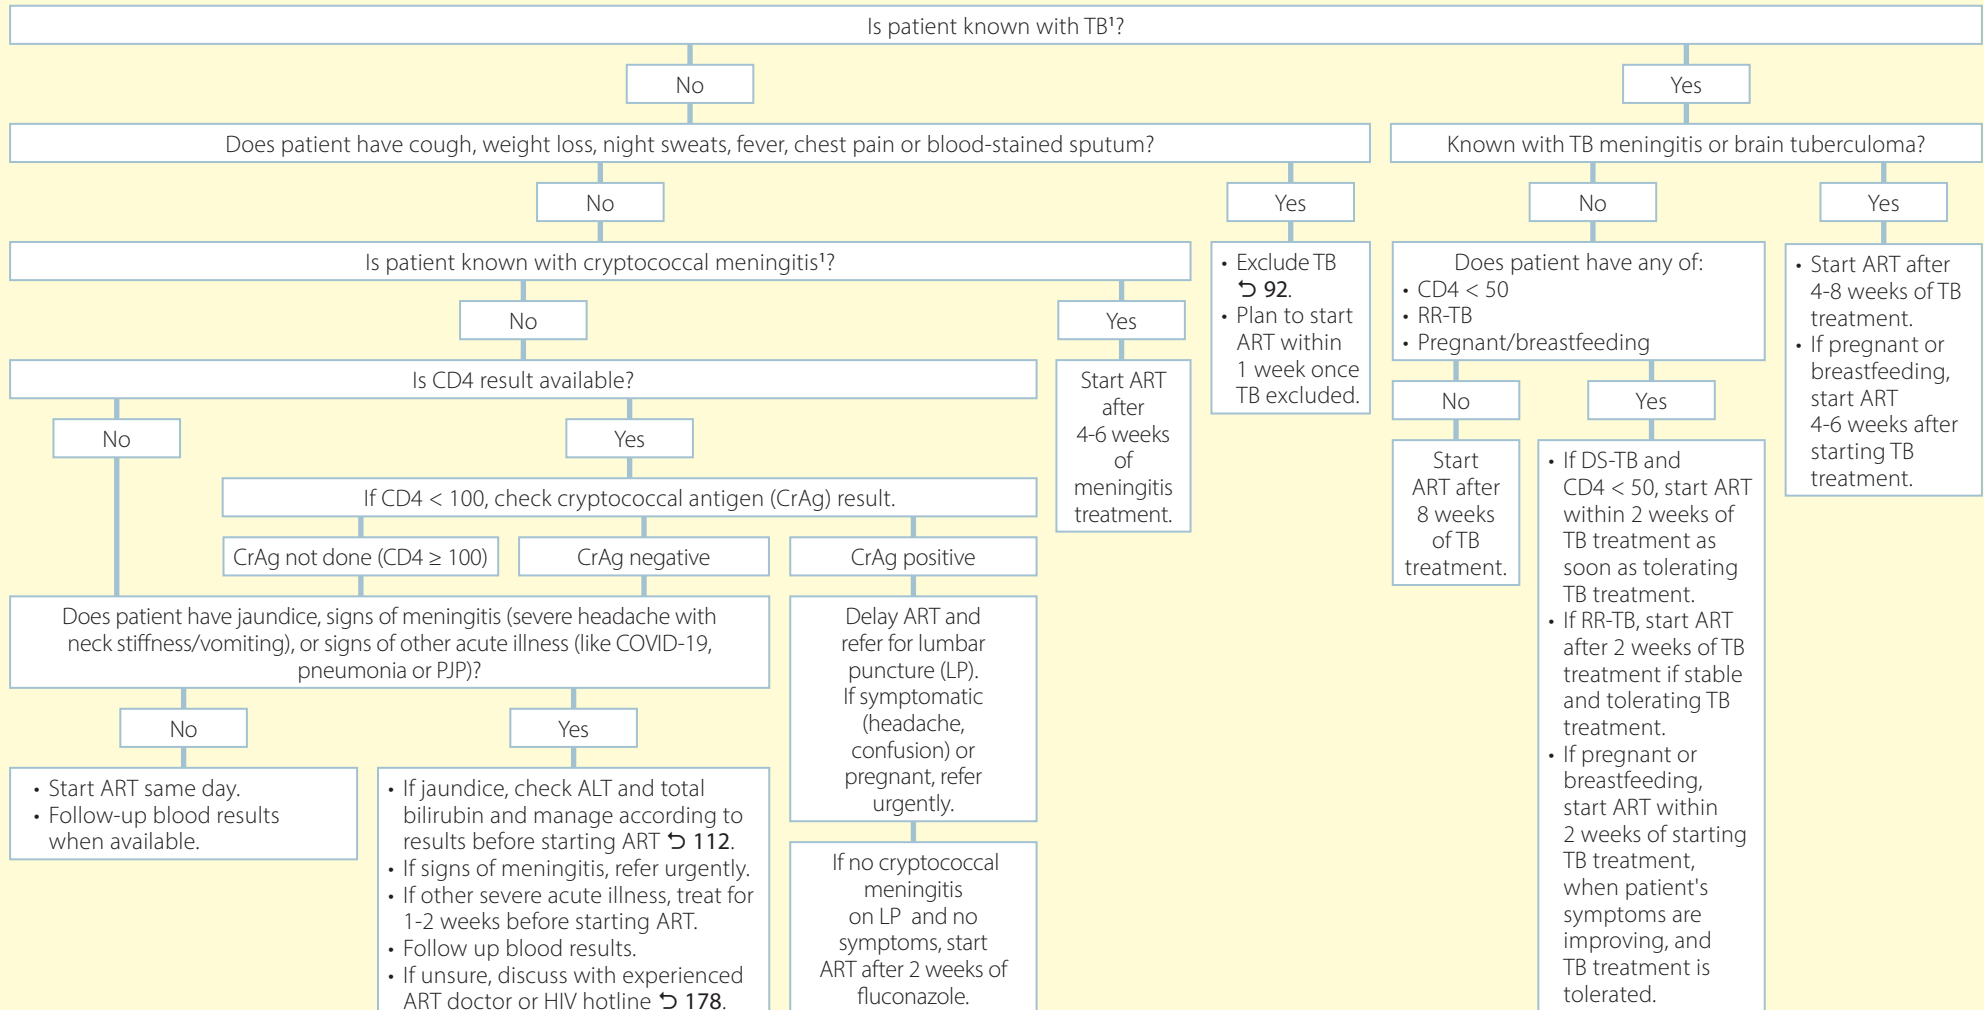 Is patient known with TB¹?
No
Yes
Does patient have cough, weight loss, night sweats, fever, chest pain or blood-stained sputum?
Known with TB meningitis or brain tuberculoma?
No
Yes
No
Yes
Is patient known with cryptococcal meningitis¹?
• Exclude TB
⮌ 92.
• Plan to start
ART within
1 week once
TB excluded.
Does patient have any of:
• CD4 < 50
• RR-TB
• Pregnant/breastfeeding
• Start ART after
4-8 weeks of TB
treatment.
• If pregnant or
breastfeeding,
start ART
4-6 weeks after
starting TB
treatment.
No
Yes
Is CD4 result available?
Start ART
after
4-6 weeks
of
meningitis
treatment.
No
Yes
No
Yes
Start
ART after
8 weeks
of TB
treatment.
• If DS-TB and
CD4 < 50, start ART
within 2 weeks of
TB treatment as
soon as tolerating
TB treatment.
• If RR-TB, start ART
after 2 weeks of TB
treatment if stable
and tolerating TB
treatment.
• If pregnant or
breastfeeding,
start ART within
2 weeks of starting
TB treatment,
when patient's
symptoms are
improving, and
TB treatment is
tolerated.
If CD4 < 100, check cryptococcal antigen (CrAg) result.
CrAg not done (CD4 ≥ 100)
CrAg negative
CrAg positive
Does patient have jaundice, signs of meningitis (severe headache with
neck stiffness/vomiting), or signs of other acute illness (like COVID-19,
pneumonia or PJP)?
Delay ART and
refer for lumbar
puncture (LP).
If symptomatic
(headache,
confusion) or
pregnant, refer
urgently.
No
Yes
• Start ART same day.
• Follow-up blood results
when available.
• If jaundice, check ALT and total
bilirubin and manage according to
results before starting ART ⮌ 112.
• If signs of meningitis, refer urgently.
• If other severe acute illness, treat for
1-2 weeks before starting ART.
• Follow up blood results.
• If unsure, discuss with experienced
ART doctor or HIV hotline ⮌ 178.
If no cryptococcal
meningitis
on LP and no
symptoms, start
ART after 2 weeks of
fluconazole.